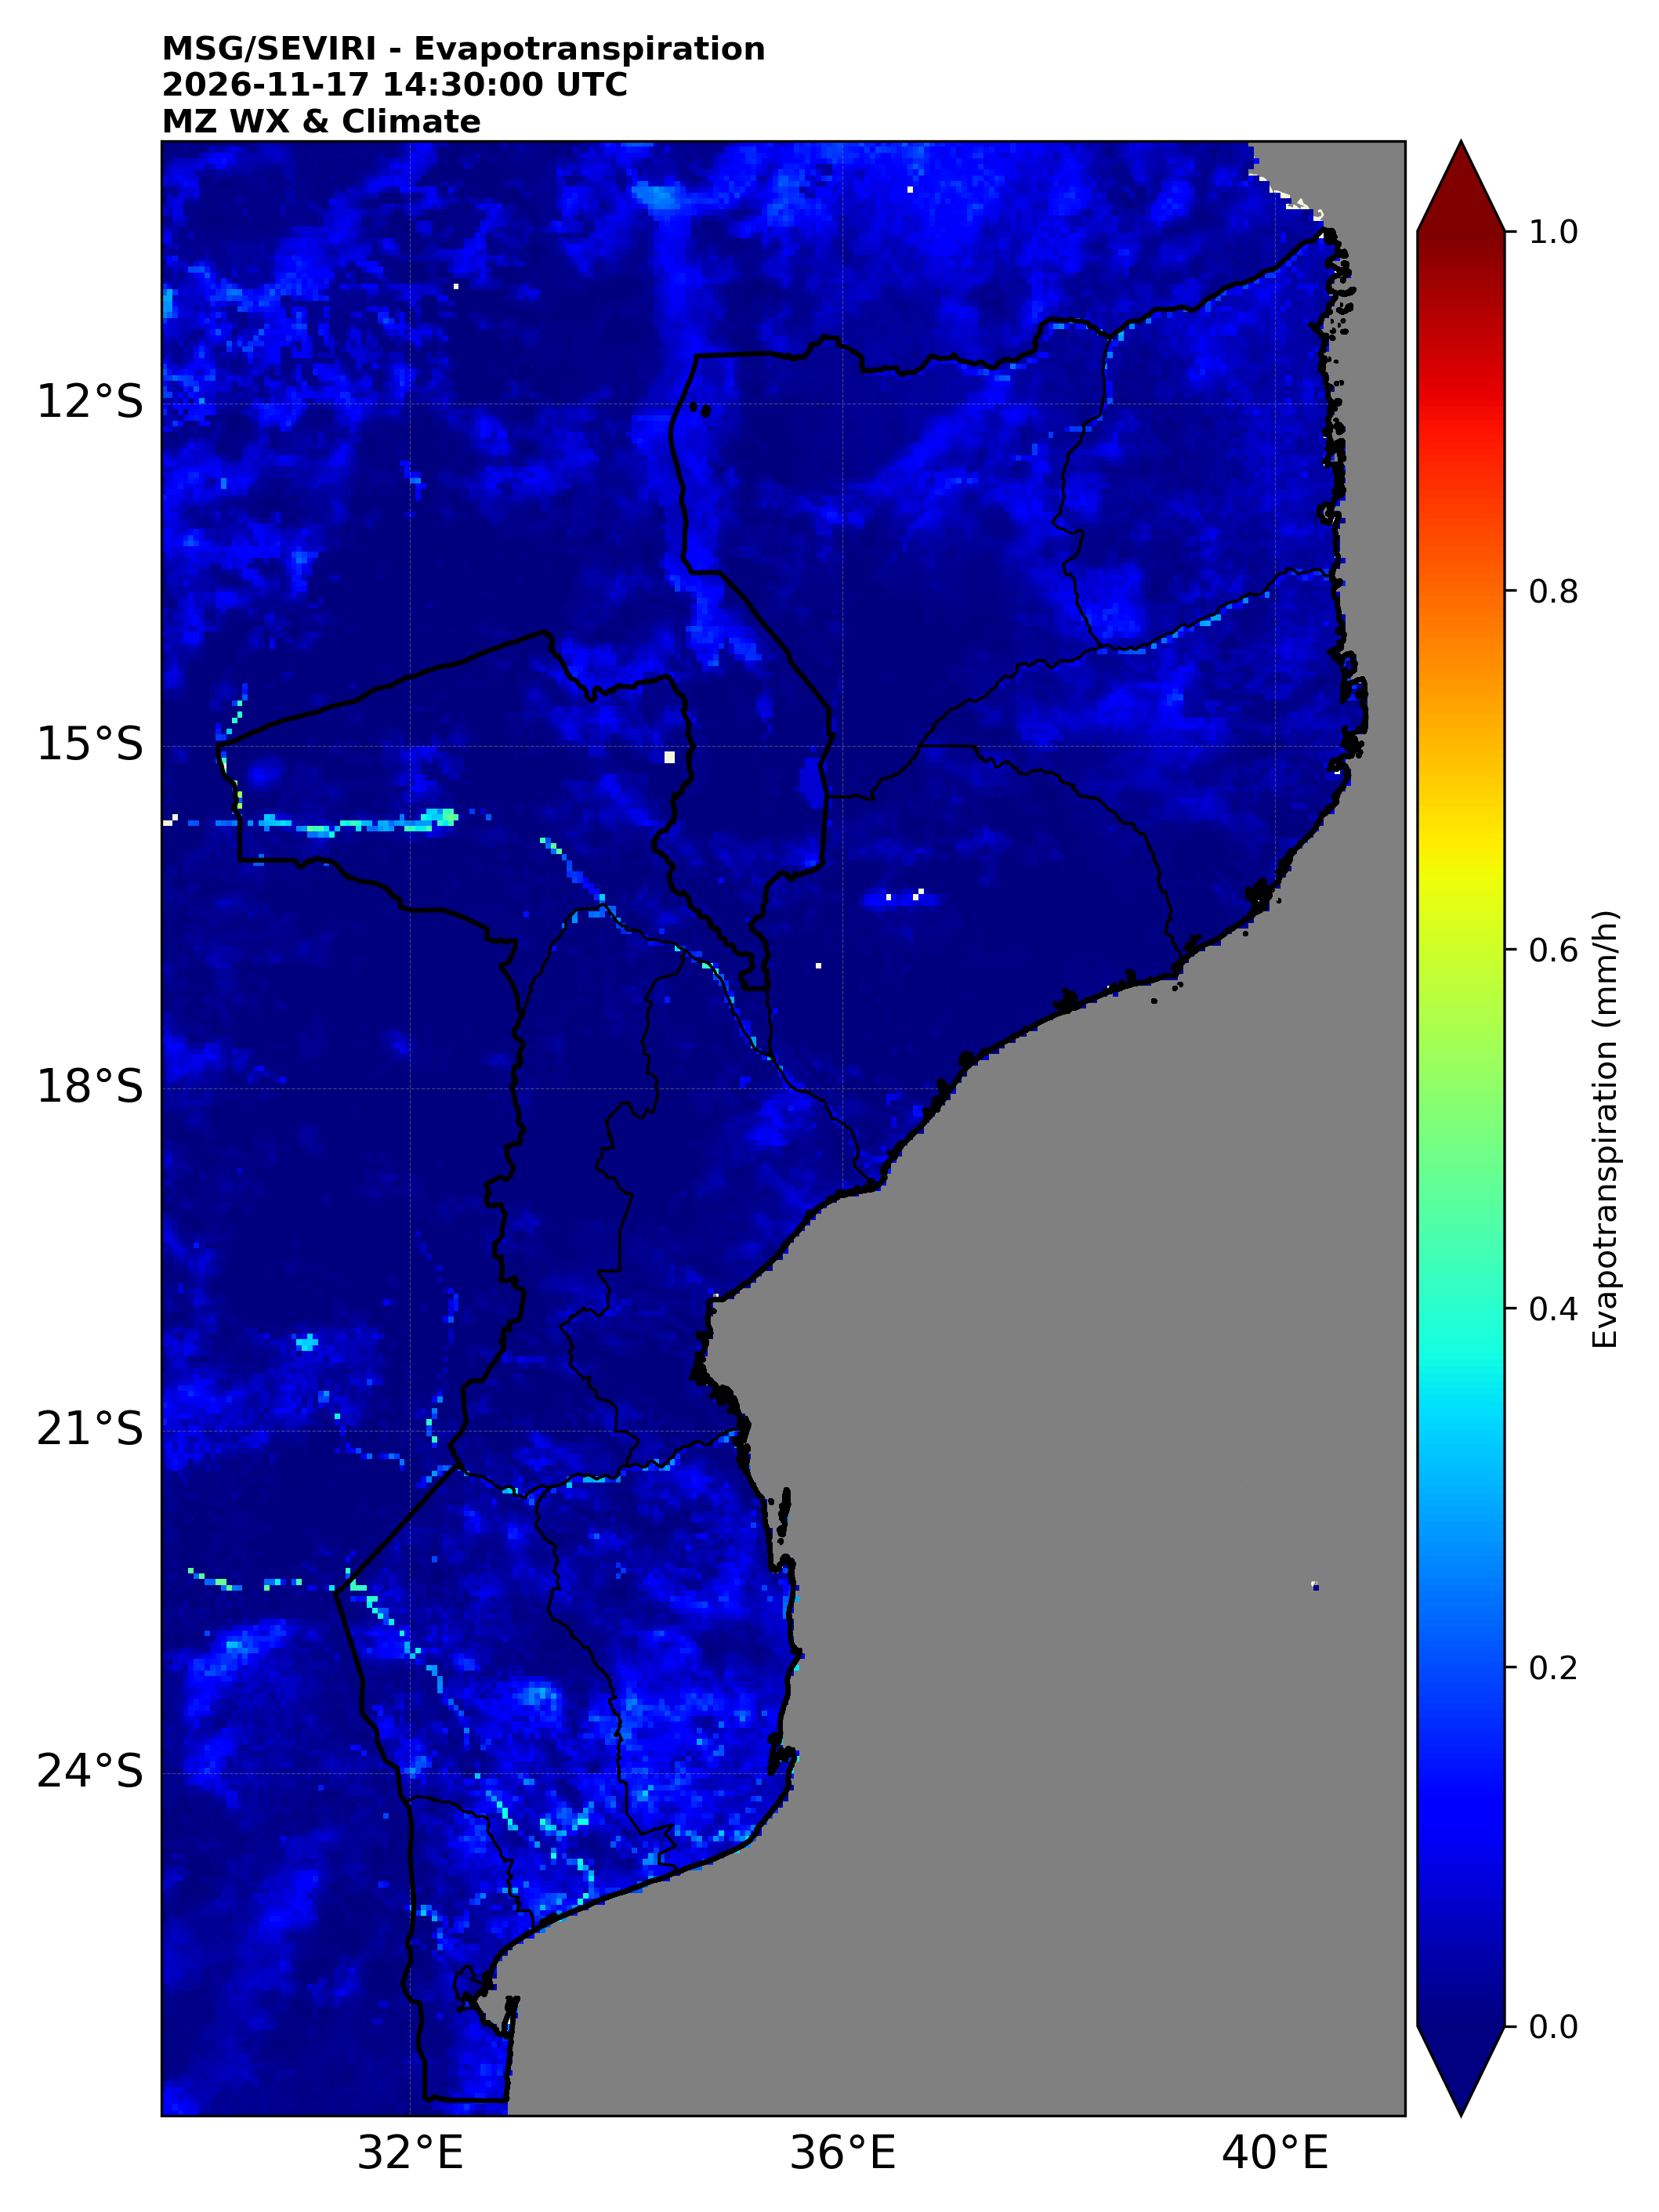 MSG/SEVIRI - Evapotranspiration
2026-11-17 14:30:00 UTC
MZ WX & Climate
12°S
15°S
18°S
21°S
24°S
32°E
36°E
40°E
1.0
0.8
0.6
0.4
0.2
0.0
Evapotranspiration (mm/h)